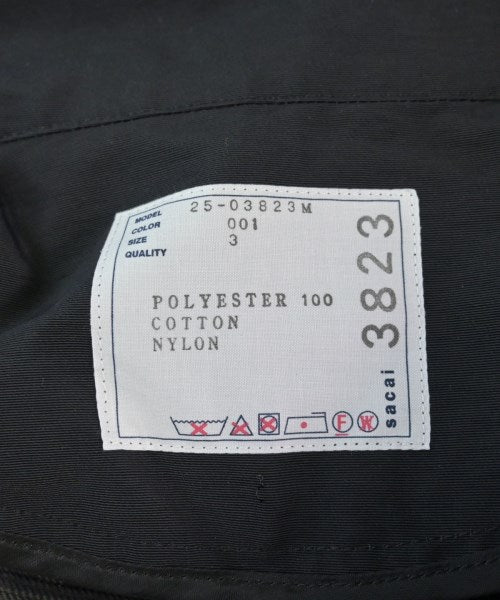 MODEL 25-03823M
COLOR 001
SIZE 3
QUALITY
POLYESTER 100
COTTON
NYLON
3823
sacai
F W